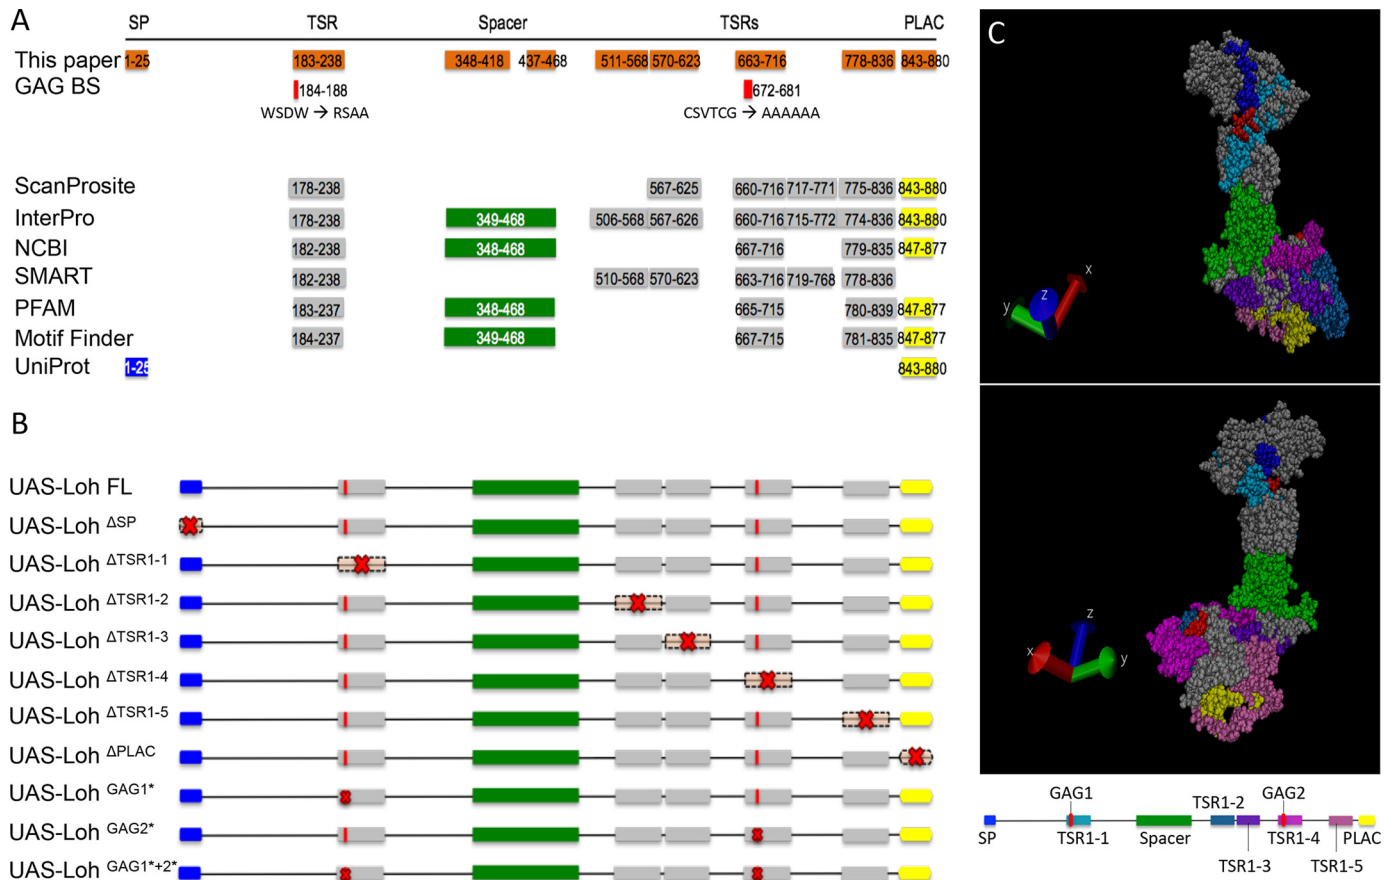 A
SP TSR Spacer TSRs PLAC
This paper 1-25 183-238 348-418 437-468 511-568 570-623 663-716 778-836 843-880
GAG BS 184-188 672-681
WSDW → RSAA CSVTCG → AAAAAA
ScanProsite 178-238 567-625 660-716 717-771 775-836 843-880
InterPro 178-238 349-468 506-568 567-626 660-716 715-772 774-836 843-880
NCBI 182-238 348-468 667-716 779-835 847-877
SMART 182-238 510-568 570-623 663-716 719-768 778-836
PFAM 183-237 348-468 665-715 780-839 847-877
Motif Finder 184-237 349-468 667-715 781-835 847-877
UniProt 1-25 843-880
B
UAS-Loh FL
UAS-Loh ΔSP
UAS-Loh ΔTSR1-1
UAS-Loh ΔTSR1-2
UAS-Loh ΔTSR1-3
UAS-Loh ΔTSR1-4
UAS-Loh ΔTSR1-5
UAS-Loh ΔPLAC
UAS-Loh GAG1*
UAS-Loh GAG2*
UAS-Loh GAG1*+2*
C
x
z
y
z
x
y
GAG1 TSR1-2 GAG2
SP TSR1-1 Spacer TSR1-4 PLAC
TSR1-3 TSR1-5